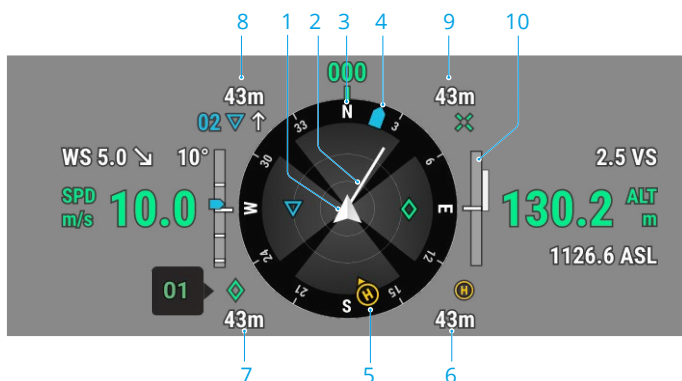 8 1 2 3 4 9 10
000
43m 43m
02
N
33 3
WS 5.0 10° 30 6 2.5 VS
SPD
m/s
10.0
W E
130.2
ALT
m
24 12
1126.6 ASL
01
21 S H 15 H
43m 43m
7 5 6